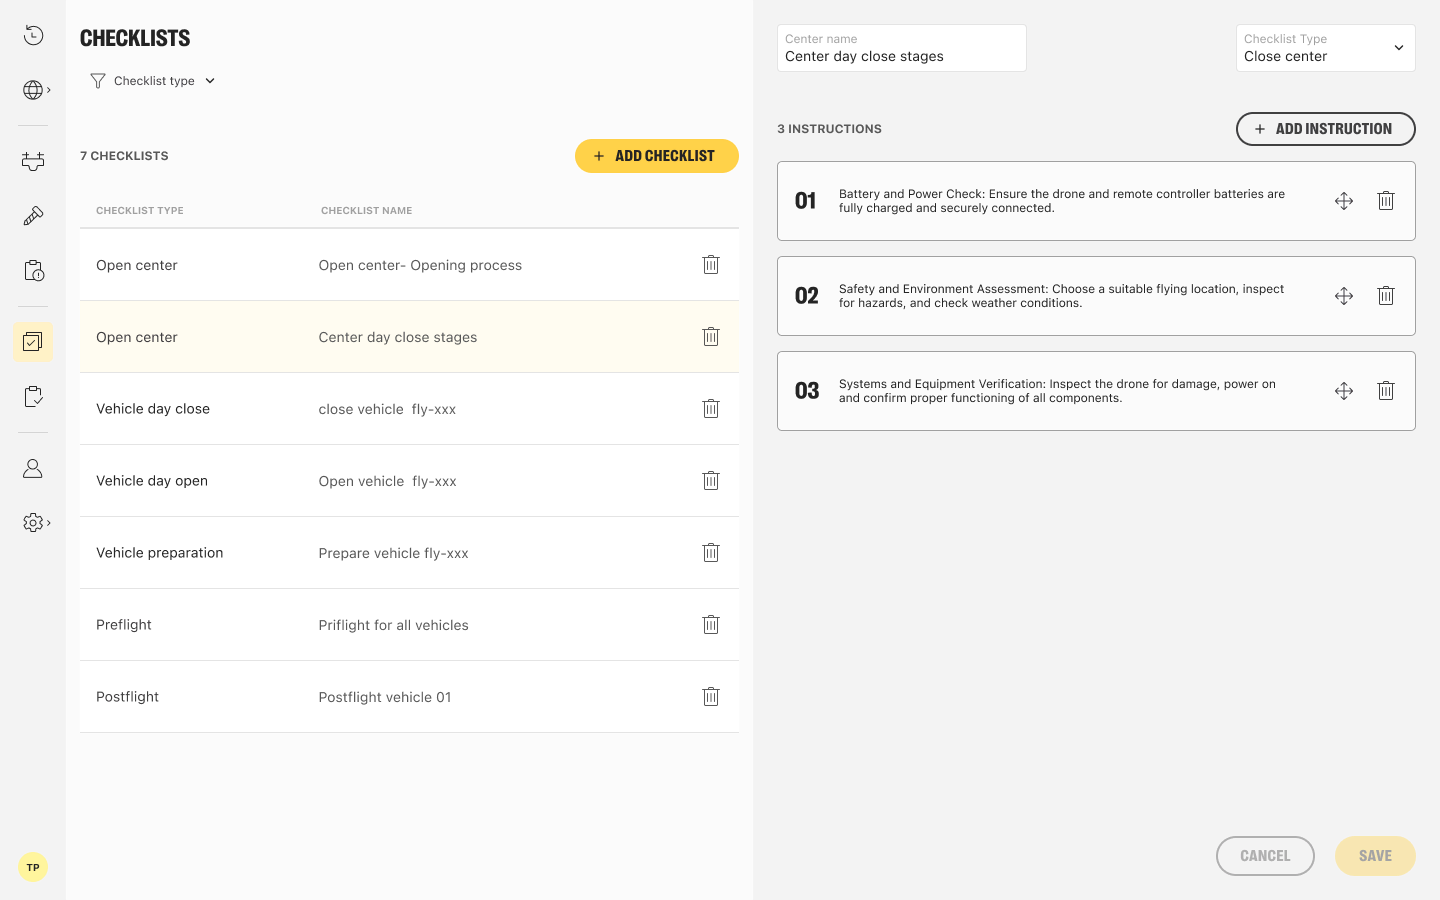 CHECKLISTS
Checklist type
7 CHECKLISTS
ADD CHECKLIST
CHECKLIST TYPE
CHECKLIST NAME
Open center
Open center- Opening process
Open center
Center day close stages
Vehicle day close
close vehicle  fly-xxx
Vehicle day open
Open vehicle  fly-xxx
Vehicle preparation
Prepare vehicle fly-xxx
Preflight
Priflight for all vehicles
Postflight
Postflight vehicle 01
TP
Center name
Center day close stages
Checklist Type
Close center
3 INSTRUCTIONS
ADD INSTRUCTION
01
Battery and Power Check: Ensure the drone and remote controller batteries are
fully charged and securely connected.
02
Safety and Environment Assessment: Choose a suitable flying location, inspect
for hazards, and check weather conditions.
03
Systems and Equipment Verification: Inspect the drone for damage, power on
and confirm proper functioning of all components.
CANCEL
SAVE